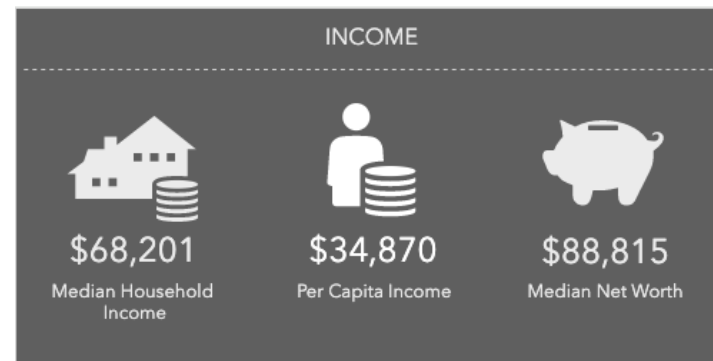 INCOME
$68,201
Median Household
Income
$34,870
Per Capita Income
$88,815
Median Net Worth